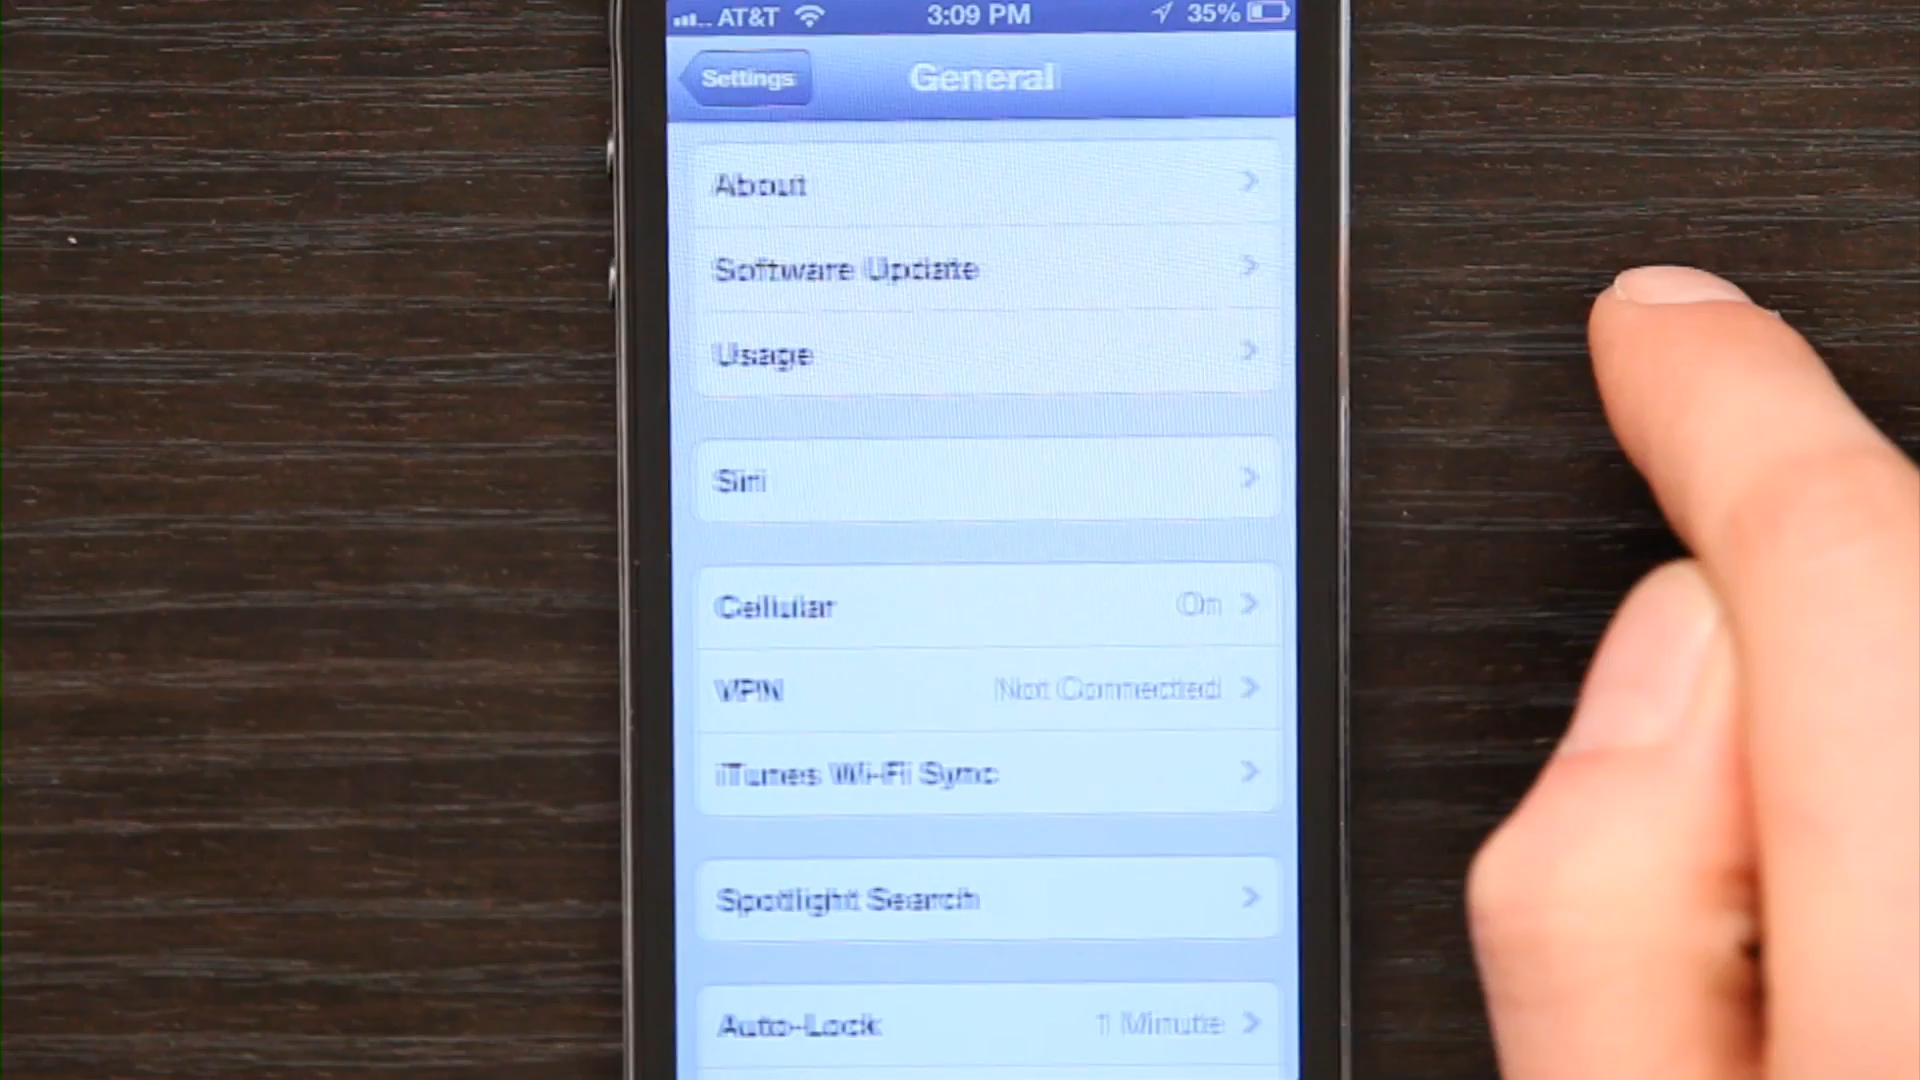 AT&T 3:09 PM 35%
Settings General
About
Software Update
Usage
Siri
Cellular On
VPN Not Connected
iTunes Wi-Fi Sync
Spotlight Search
Auto-Lock 1 Minute